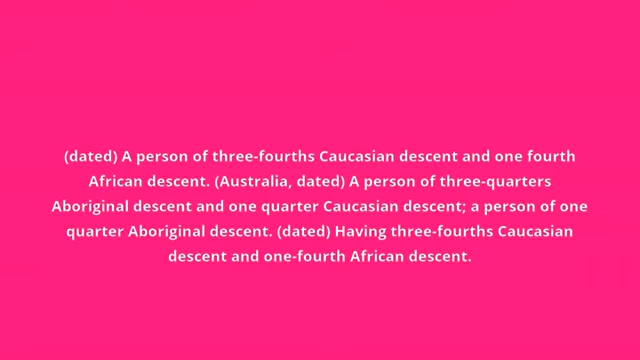 (dated) A person of three-fourths Caucasian descent and one fourth
African descent. (Australia, dated) A person of three-quarters
Aboriginal descent and one quarter Caucasian descent; a person of one
quarter Aboriginal descent. (dated) Having three-fourths Caucasian
descent and one-fourth African descent.